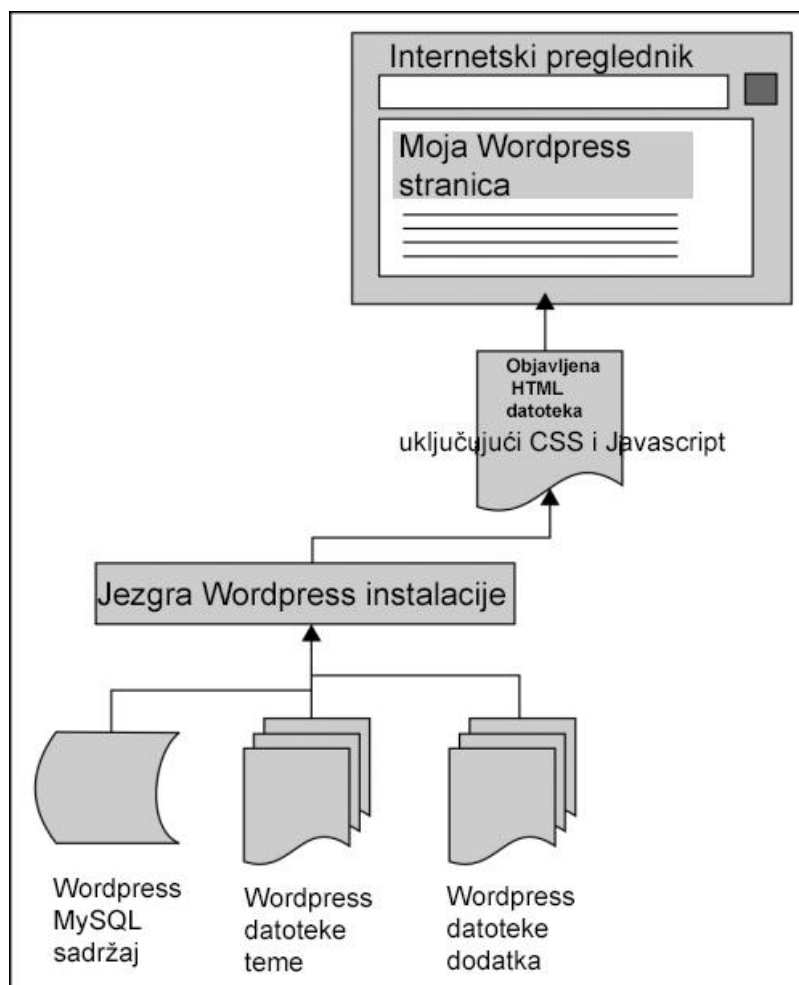 Internetski preglednik
Moja Wordpress
stranica
Objavljena
HTML
datoteka
uključujući CSS i Javascript
Jezgra Wordpress instalacije
Wordpress
MySQL
sadržaj
Wordpress
datoteke
teme
Wordpress
datoteke
dodatka